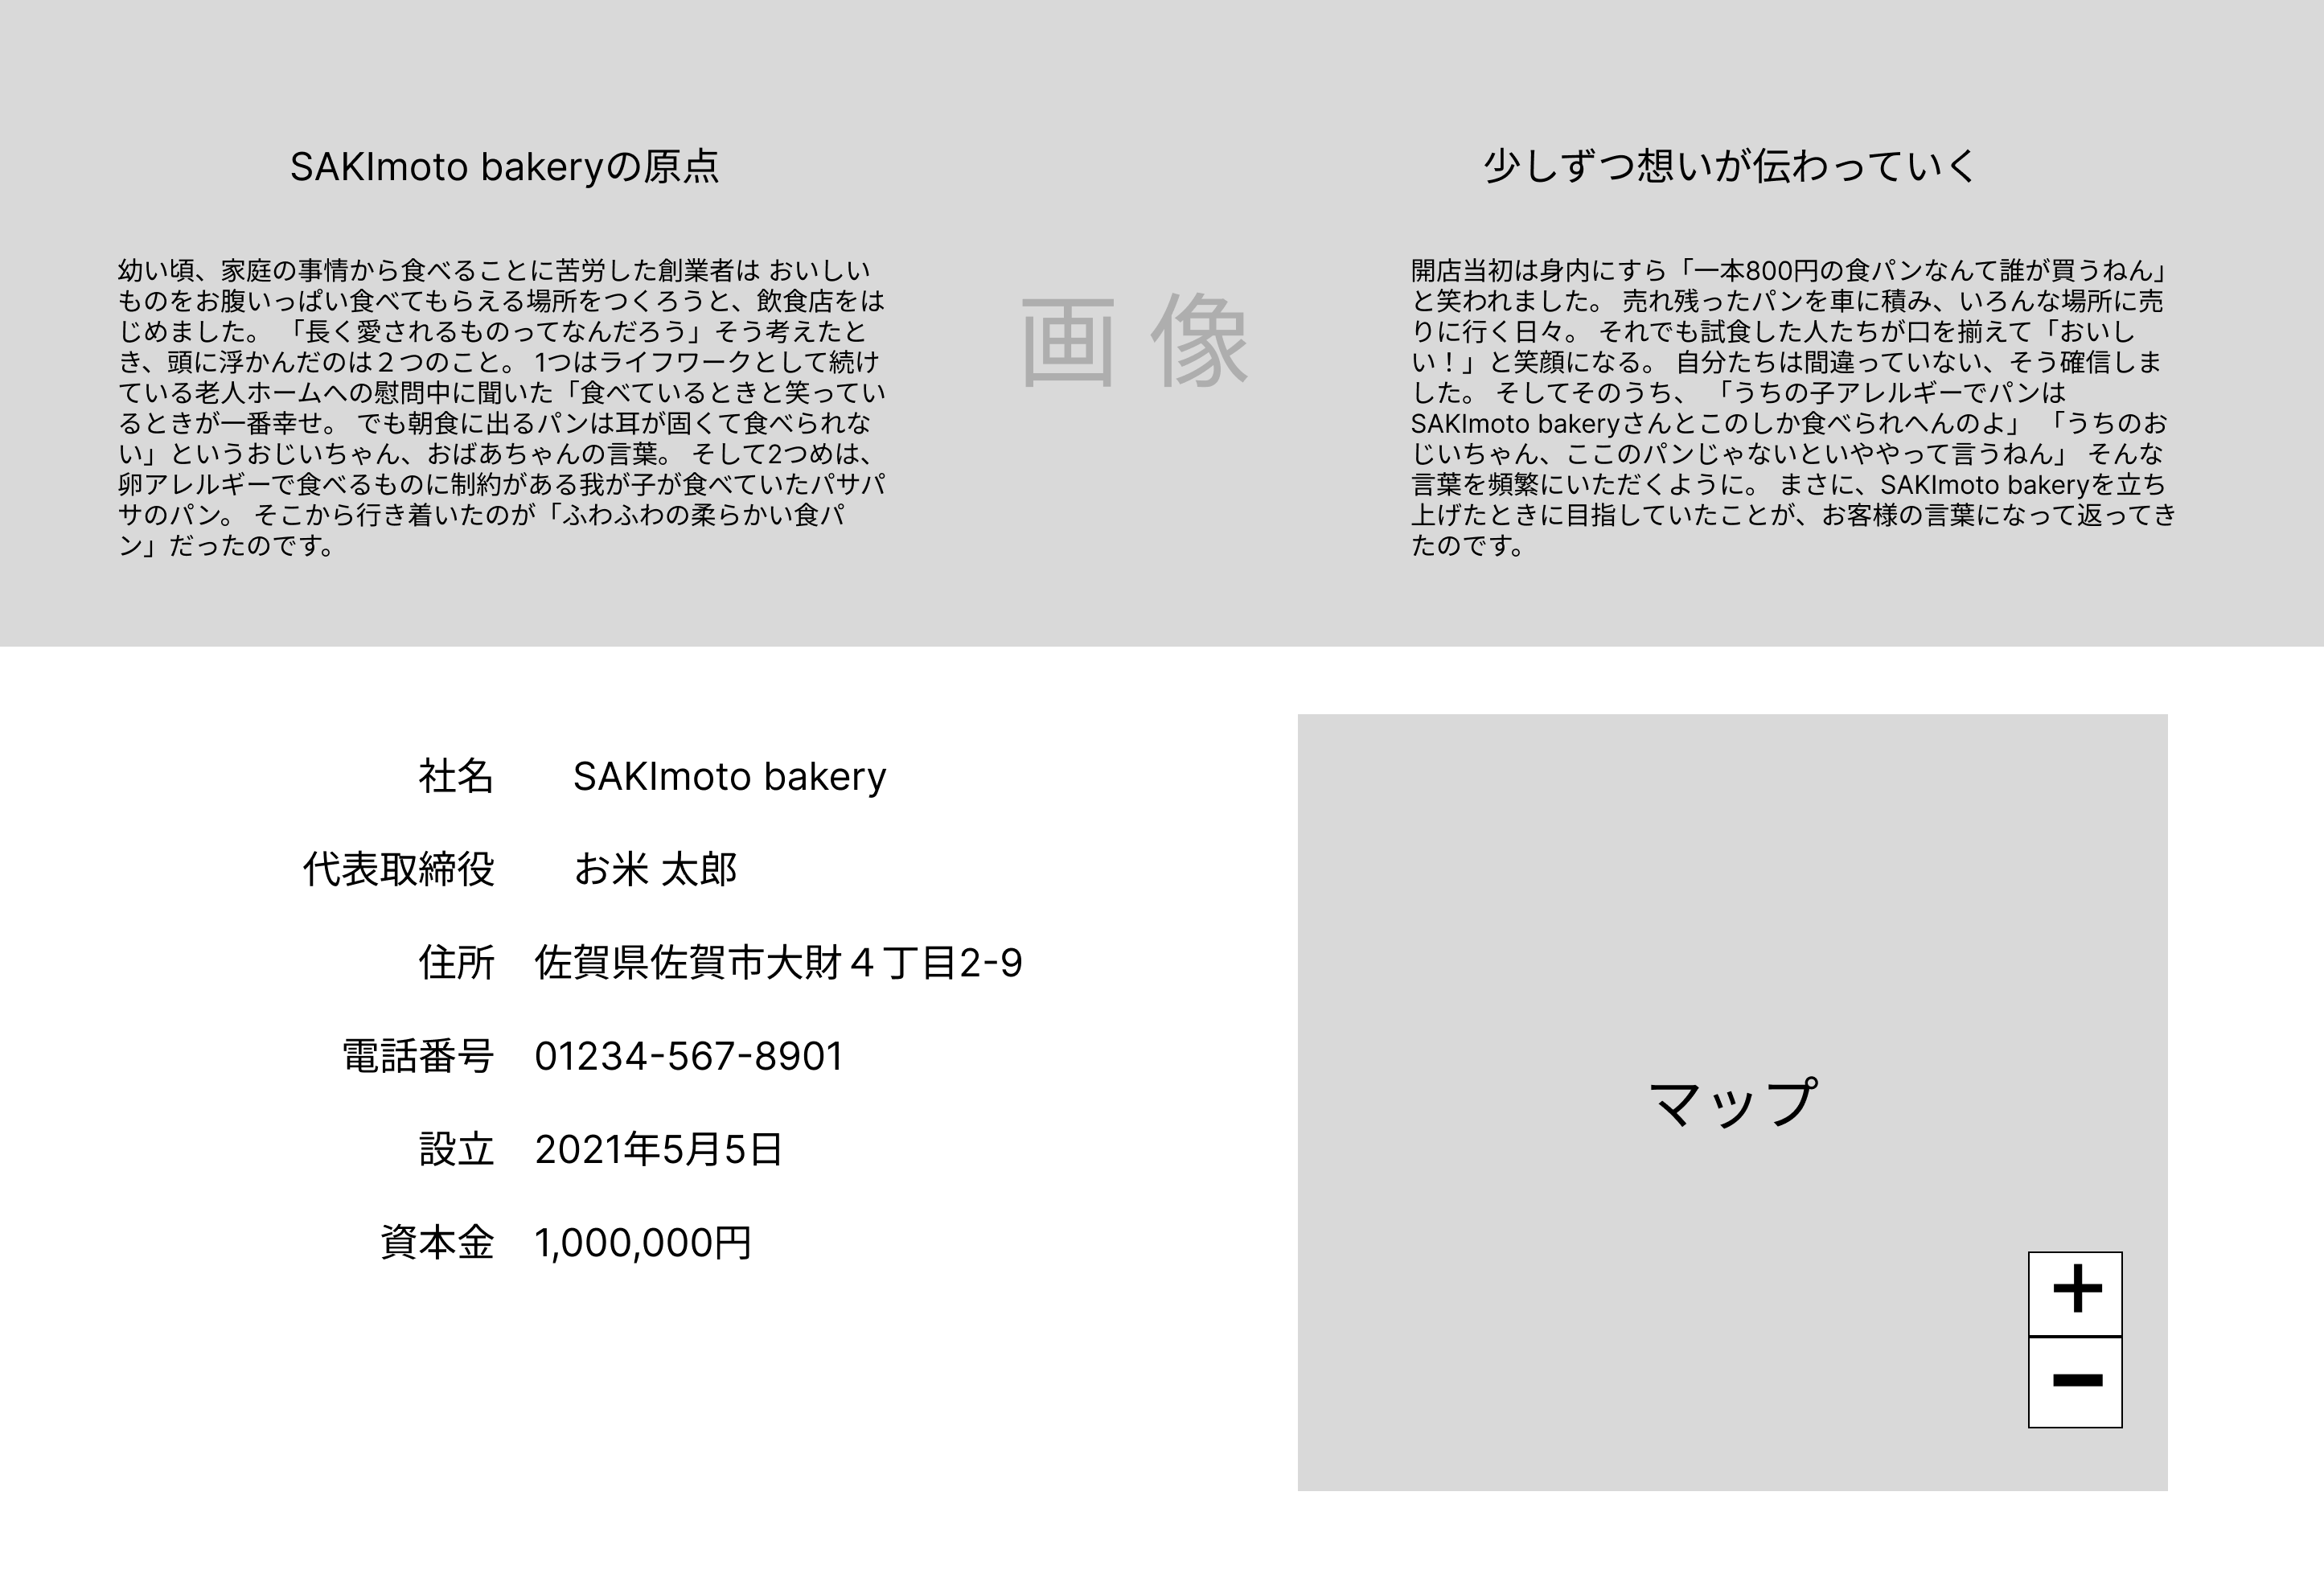 SAKImoto bakeryの原点
幼い頃、家庭の事情から食べることに苦労した創業者は おいしい
ものをお腹いっぱい食べてもらえる場所をつくろうと、飲食店をは
じめました。 「長く愛されるものってなんだろう」そう考えたと
き、頭に浮かんだのは２つのこと。 1つはライフワークとして続け
ている老人ホームへの慰問中に聞いた「食べているときと笑ってい
るときが一番幸せ。 でも朝食に出るパンは耳が固くて食べられな
い」というおじいちゃん、おばあちゃんの言葉。 そして2つめは、
卵アレルギーで食べるものに制約がある我が子が食べていたパサパ
サのパン。 そこから行き着いたのが「ふわふわの柔らかい食パ
ン」だったのです。
画像
少しずつ想いが伝わっていく
開店当初は身内にすら「一本800円の食パンなんて誰が買うねん」
と笑われました。 売れ残ったパンを車に積み、いろんな場所に売
りに行く日々。 それでも試食した人たちが口を揃えて「おいし
い！」と笑顔になる。 自分たちは間違っていない、そう確信しま
した。 そしてそのうち、 「うちの子アレルギーでパンは
SAKImoto bakeryさんとこのしか食べられへんのよ」 「うちのお
じいちゃん、ここのパンじゃないといややって言うねん」 そんな
言葉を頻繁にいただくように。 まさに、SAKImoto bakeryを立ち
上げたときに目指していたことが、お客様の言葉になって返ってき
たのです。
社名 SAKImoto bakery
代表取締役 お米 太郎
住所 佐賀県佐賀市大財４丁目2-9
電話番号 01234-567-8901
設立 2021年5月5日
資本金 1,000,000円
マップ
+
−